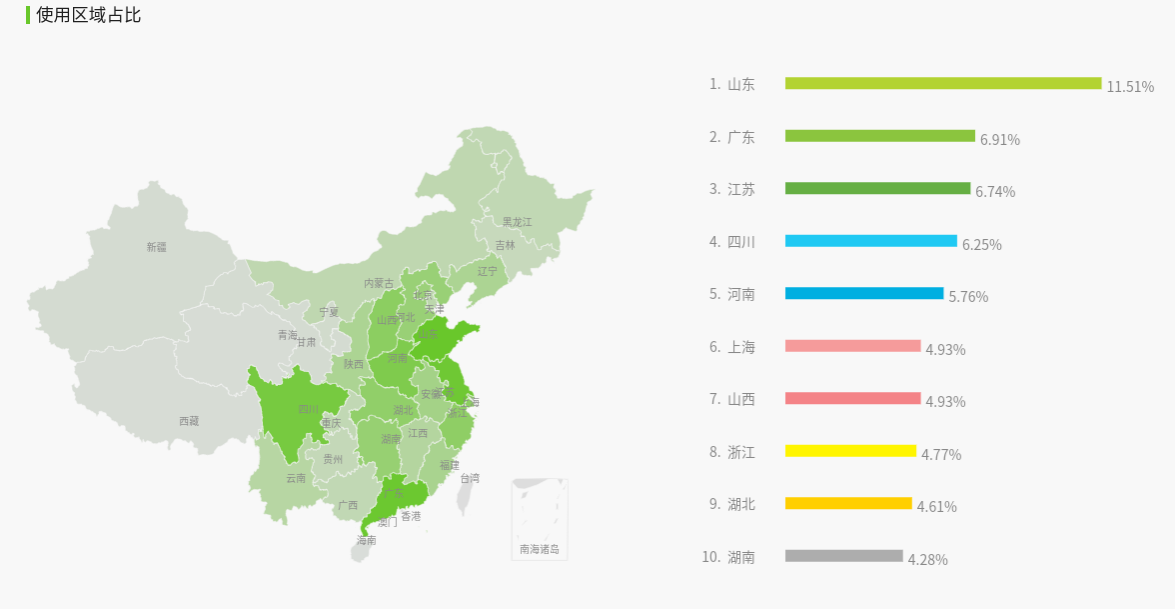 使用区域占比
黑龙江
吉林
新疆
辽宁
内蒙古
北京
天津
宁夏
山西
河北
青海
甘肃
山东
陕西
河南
安徽
江苏
上海
四川
湖北
浙江
西藏
重庆
湖南
江西
贵州
福建
云南
台湾
广西
广东
香港
澳门
海南
南海诸岛
1. 山东 11.51%
2. 广东 6.91%
3. 江苏 6.74%
4. 四川 6.25%
5. 河南 5.76%
6. 上海 4.93%
7. 山西 4.93%
8. 浙江 4.77%
9. 湖北 4.61%
10. 湖南 4.28%